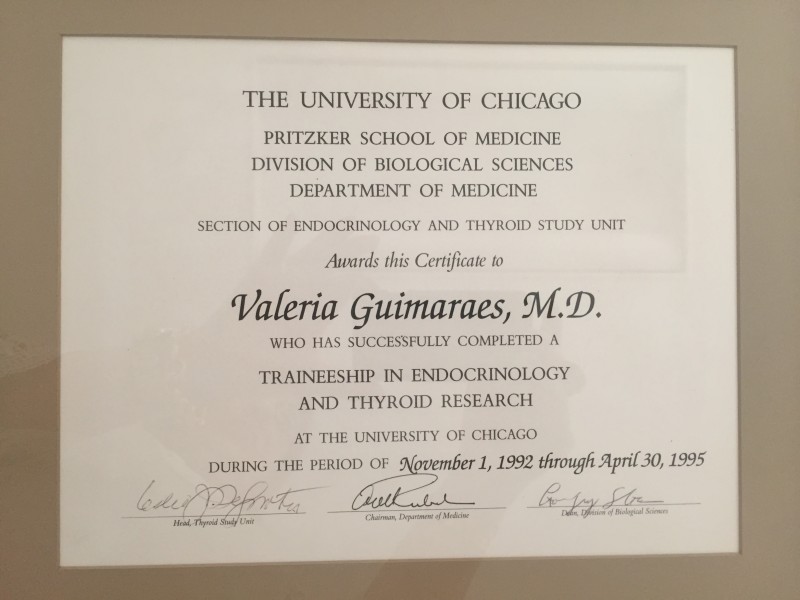 THE UNIVERSITY OF CHICAGO
PRITZKER SCHOOL OF MEDICINE
DIVISION OF BIOLOGICAL SCIENCES
DEPARTMENT OF MEDICINE
SECTION OF ENDOCRINOLOGY AND THYROID STUDY UNIT
Awards this Certificate to
Valeria Guimaraes, M.D.
WHO HAS SUCCESSFULLY COMPLETED A
TRAINEESHIP IN ENDOCRINOLOGY
AND THYROID RESEARCH
AT THE UNIVERSITY OF CHICAGO
DURING THE PERIOD OF November 1, 1992 through April 30, 1995
Head, Thyroid Study Unit
Chairman, Department of Medicine
Dean, Division of Biological Sciences